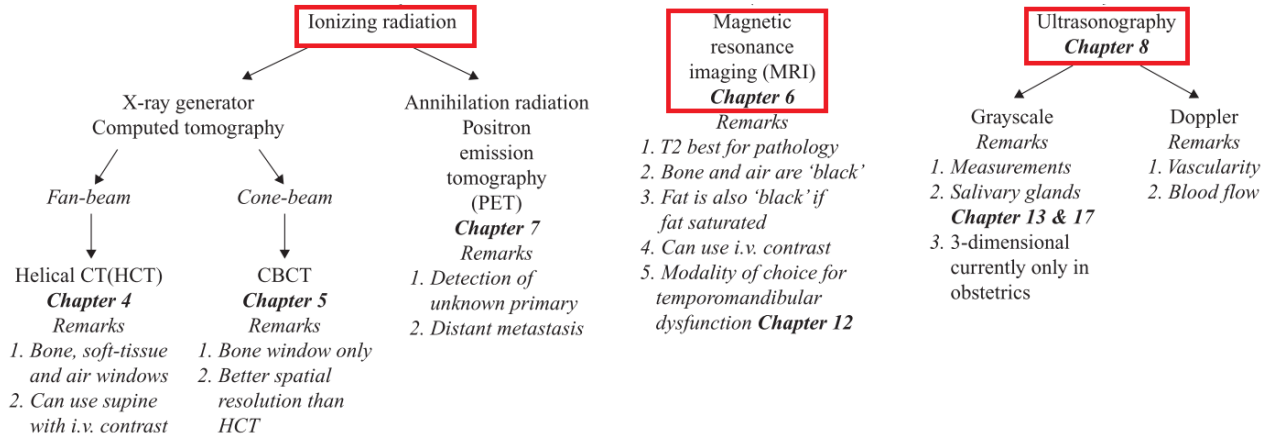 Ionizing radiation
X-ray generator
Computed tomography
Fan-beam
Helical CT(HCT)
Chapter 4
Remarks
1. Bone, soft-tissue
and air windows
2. Can use supine
with i.v. contrast
Cone-beam
CBCT
Chapter 5
Remarks
1. Bone window only
2. Better spatial
resolution than
HCT
Annihilation radiation
Positron
emission
tomography
(PET)
Chapter 7
Remarks
1. Detection of
unknown primary
2. Distant metastasis
Magnetic
resonance
imaging (MRI)
Chapter 6
Remarks
1. T2 best for pathology
2. Bone and air are ‘black’
3. Fat is also ‘black’ if
fat saturated
4. Can use i.v. contrast
5. Modality of choice for
temporomandibular
dysfunction Chapter 12
Ultrasonography
Chapter 8
Grayscale
Remarks
1. Measurements
2. Salivary glands
Chapter 13 & 17
3. 3-dimensional
currently only in
obstetrics
Doppler
Remarks
1. Vascularity
2. Blood flow